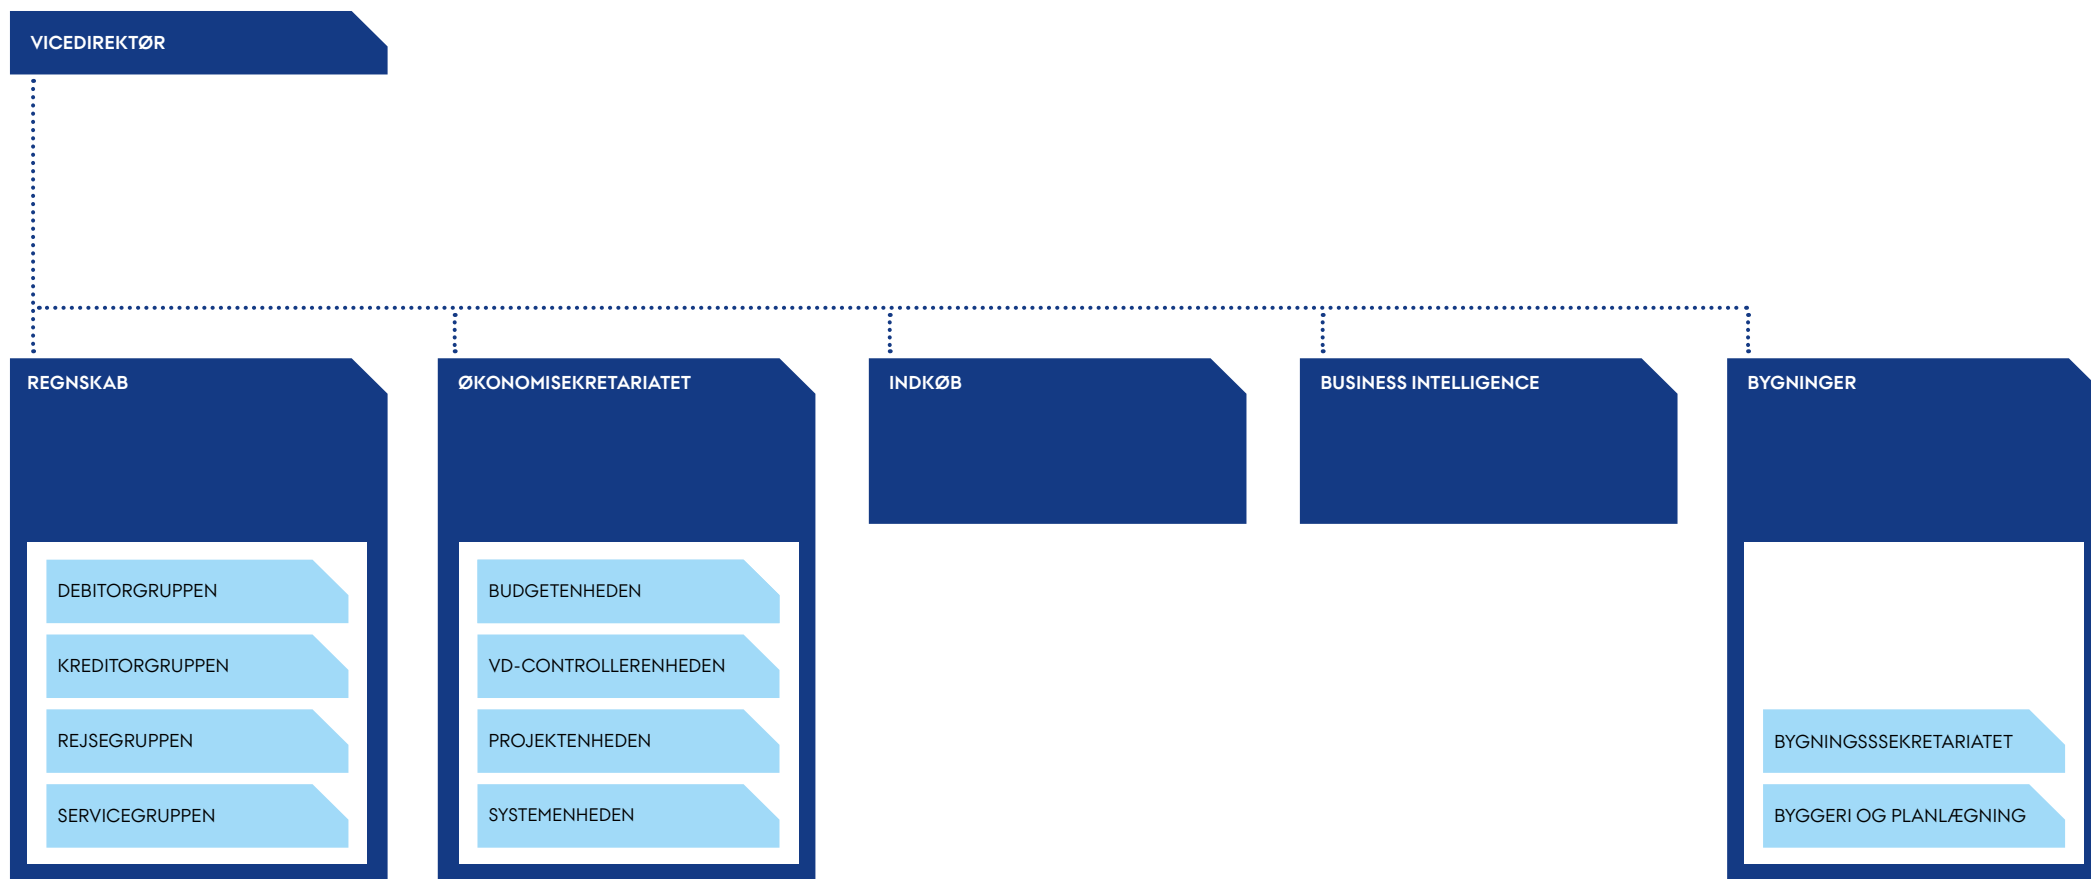 VICEDIREKTØR
REGNSKAB
DEBITORGRUPPEN
KREDITORGRUPPEN
REJSEGRUPPEN
SERVICEGRUPPEN
ØKONOMISEKRETARIATET
BUDGETENHEDEN
VD-CONTROLLERENHEDEN
PROJEKTENHEDEN
SYSTEMENHEDEN
INDKØB
BUSINESS INTELLIGENCE
BYGNINGER
BYGNINGSSSEKRETARIATET
BYGGERI OG PLANLÆGNING